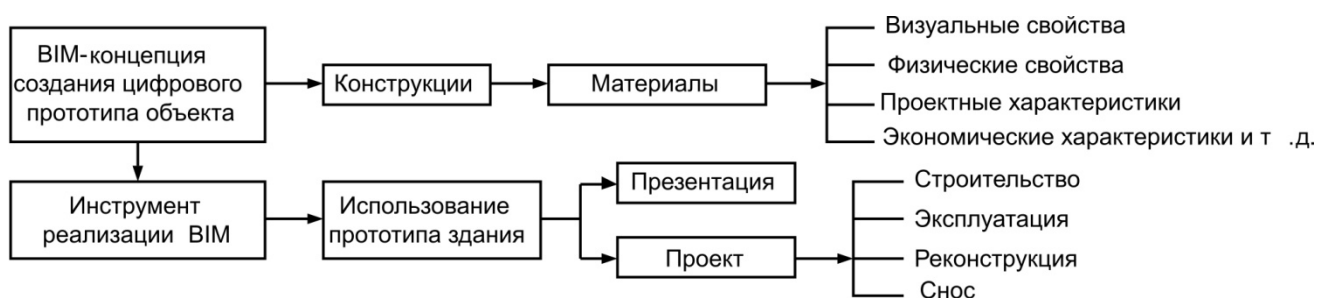 BIM-концепция
создания цифрового
прототипа объекта
Конструкции
Материалы
Визуальные свойства
Физические свойства
Проектные характеристики
Экономические характеристики и т .д.
Инструмент
реализации BIM
Использование
прототипа здания
Презентация
Проект
Строительство
Эксплуатация
Реконструкция
Снос